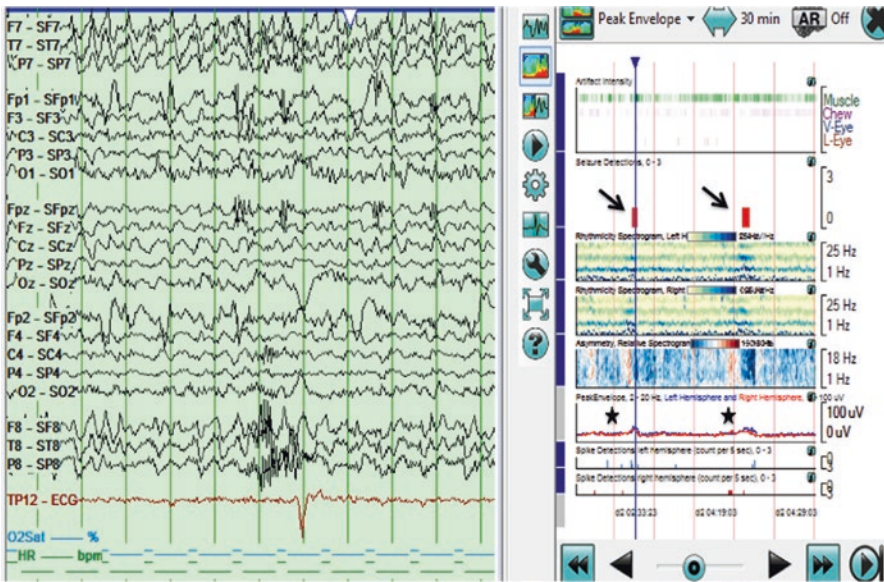 F7 - SF7
T7 - ST7
P7 - SP7
Fp1 - SFp1
F3 - SF3
C3 - SC3
P3 - SP3
O1 - SO1
Fpz - SFpz
Fz - SFz
Cz - SCz
Pz - SPz
Oz - SOz
Fp2 - SFp2
F4 - SF4
C4 - SC4
P4 - SP4
O2 - SO2
F8 - SF8
T8 - ST8
P8 - SP8
TP12 - ECG
O2Sat %
HR bpm
Peak Envelope 30 min AR Off
Artifact Intensity
Muscle
Chew
V-Eye
L-Eye
Seizure Detections, 0 - 3
3
0
Rhythmicity Spectrogram, Left
25 Hz
1 Hz
Rhythmicity Spectrogram, Right
25 Hz
1 Hz
Asymmetry, Relative Spectrogram
18 Hz
1 Hz
PeakEnvelope, 2 - 20 Hz, Left Hemisphere and Right Hemisphere, 100 uV
100 uV
0 uV
Spike Detections left hemisphere (count per 5 sec), 0 - 3
Spike Detections right hemisphere (count per 5 sec), 0 - 3
d2 04:19:03 d2 04:29:03